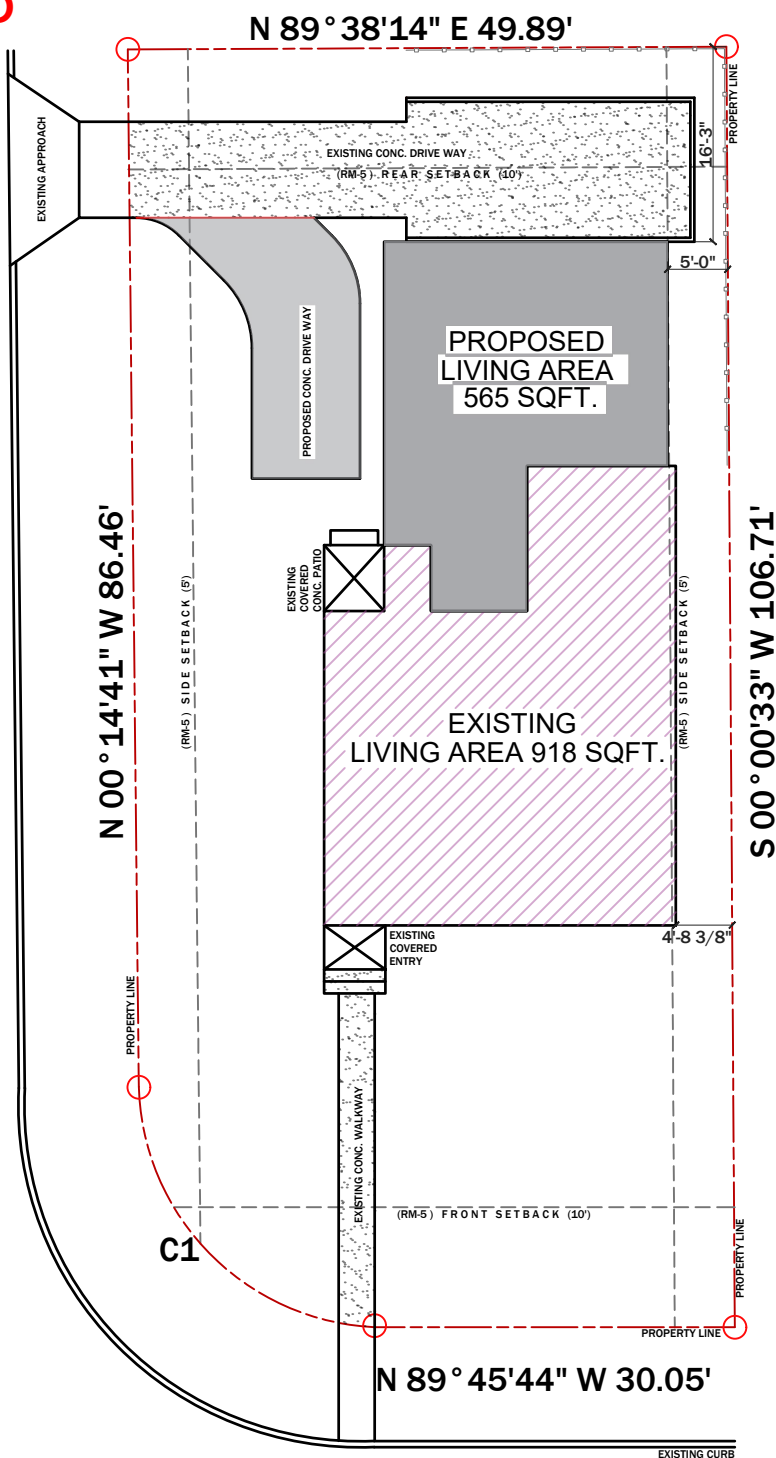 N 89°38'14" E 49.89'
PROPERTY LINE
EXISTING APPROACH
EXISTING CONC. DRIVE WAY
(RM-5) REAR SETBACK (10')
16'-3"
5'-0"
PROPOSED
LIVING AREA
565 SQFT.
PROPOSED CONC. DRIVE WAY
N 00°14'41" W 86.46'
(RM-5) SIDE SETBACK (5')
EXISTING
COVERED
CONC. PATIO
(RM-5) SIDE SETBACK (5')
S 00°00'33" W 106.71'
EXISTING
LIVING AREA 918 SQFT.
EXISTING
COVERED
ENTRY
4'-8 3/8"
PROPERTY LINE
EXISTING CONC. WALKWAY
(RM-5) FRONT SETBACK (10')
C1
PROPERTY LINE
PROPERTY LINE
N 89°45'44" W 30.05'
EXISTING CURB